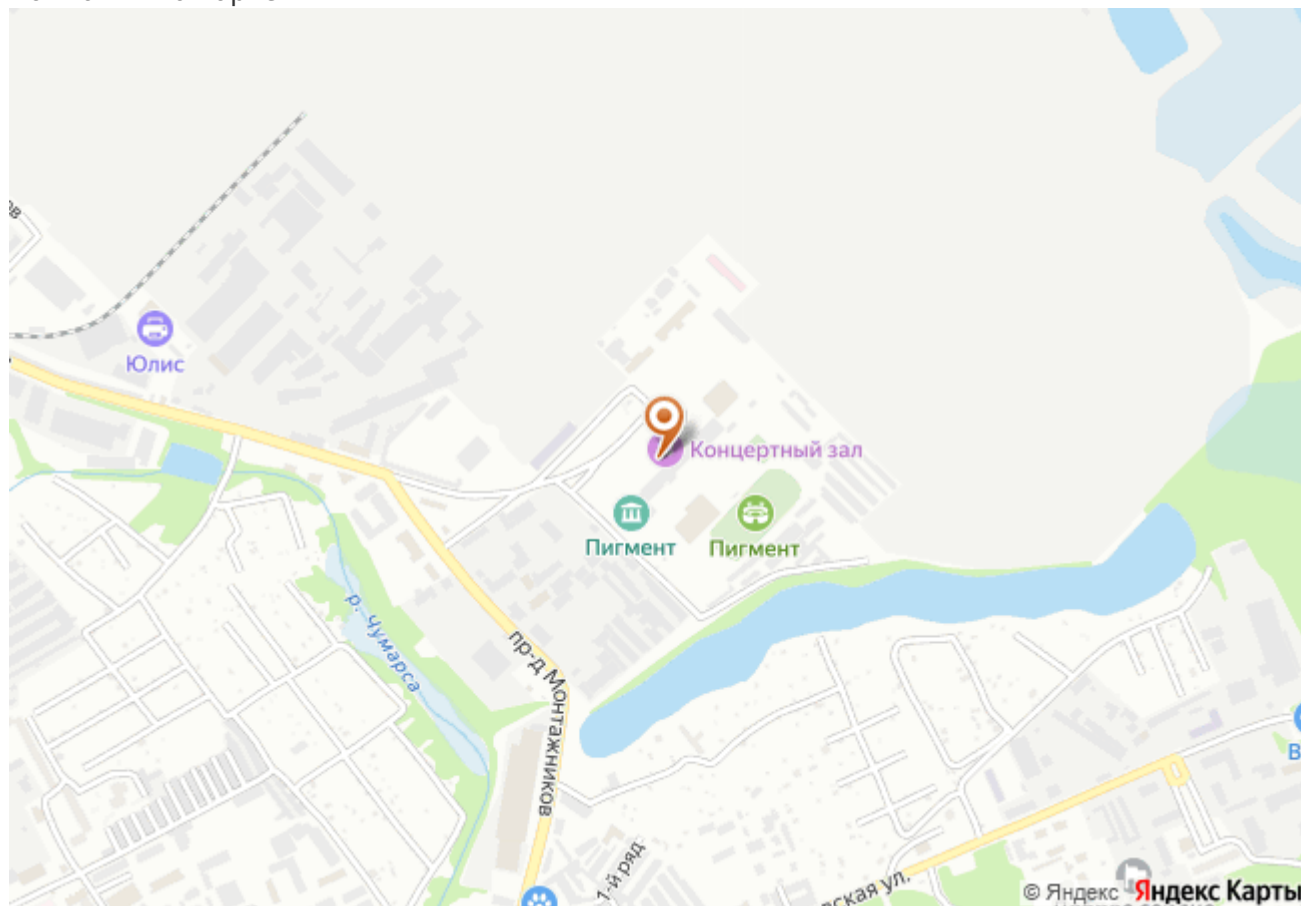 Юлис
Концертный зал
Пигмент
Пигмент
р. Чумарса
пр-д Монтажников
1-й ряд
© Яндекс Яндекс Карты